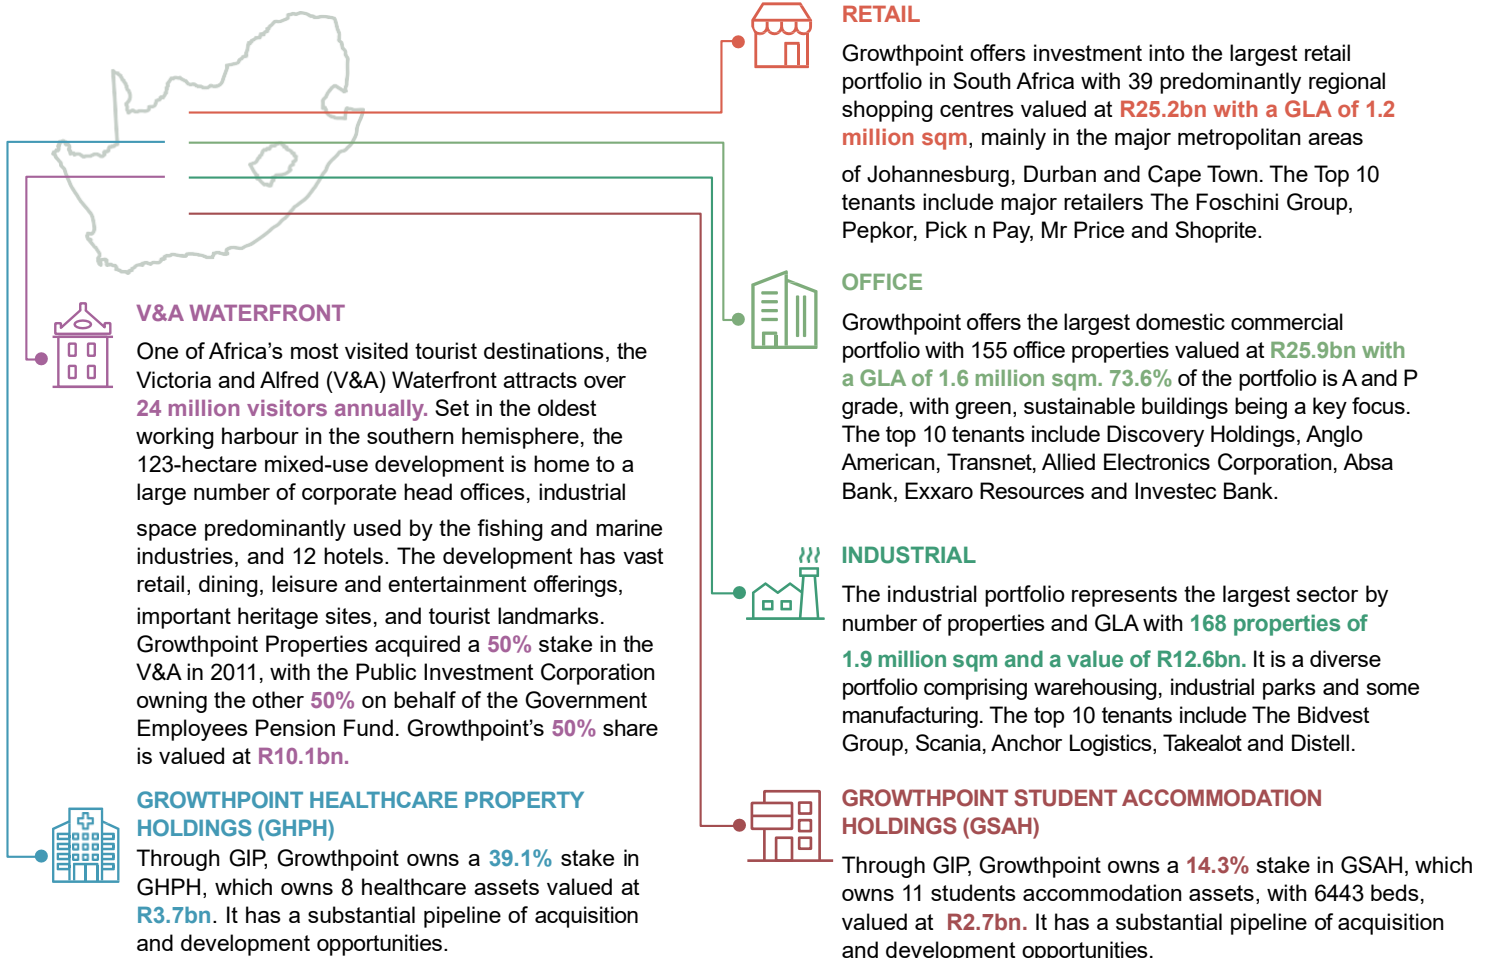 V&A WATERFRONT
One of Africa’s most visited tourist destinations, the
Victoria and Alfred (V&A) Waterfront attracts over
24 million visitors annually. Set in the oldest
working harbour in the southern hemisphere, the
123-hectare mixed-use development is home to a
large number of corporate head offices, industrial
space predominantly used by the fishing and marine
industries, and 12 hotels. The development has vast
retail, dining, leisure and entertainment offerings,
important heritage sites, and tourist landmarks.
Growthpoint Properties acquired a 50% stake in the
V&A in 2011, with the Public Investment Corporation
owning the other 50% on behalf of the Government
Employees Pension Fund. Growthpoint’s 50% share
is valued at R10.1bn.
GROWTHPOINT HEALTHCARE PROPERTY
HOLDINGS (GHPH)
Through GIP, Growthpoint owns a 39.1% stake in
GHPH, which owns 8 healthcare assets valued at
R3.7bn. It has a substantial pipeline of acquisition
and development opportunities.
RETAIL
Growthpoint offers investment into the largest retail
portfolio in South Africa with 39 predominantly regional
shopping centres valued at R25.2bn with a GLA of 1.2
million sqm, mainly in the major metropolitan areas
of Johannesburg, Durban and Cape Town. The Top 10
tenants include major retailers The Foschini Group,
Pepkor, Pick n Pay, Mr Price and Shoprite.
OFFICE
Growthpoint offers the largest domestic commercial
portfolio with 155 office properties valued at R25.9bn with
a GLA of 1.6 million sqm. 73.6% of the portfolio is A and P
grade, with green, sustainable buildings being a key focus.
The top 10 tenants include Discovery Holdings, Anglo
American, Transnet, Allied Electronics Corporation, Absa
Bank, Exxaro Resources and Investec Bank.
INDUSTRIAL
The industrial portfolio represents the largest sector by
number of properties and GLA with 168 properties of
1.9 million sqm and a value of R12.6bn. It is a diverse
portfolio comprising warehousing, industrial parks and some
manufacturing. The top 10 tenants include The Bidvest
Group, Scania, Anchor Logistics, Takealot and Distell.
GROWTHPOINT STUDENT ACCOMMODATION
HOLDINGS (GSAH)
Through GIP, Growthpoint owns a 14.3% stake in GSAH, which
owns 11 students accommodation assets, with 6443 beds,
valued at R2.7bn. It has a substantial pipeline of acquisition
and development opportunities.